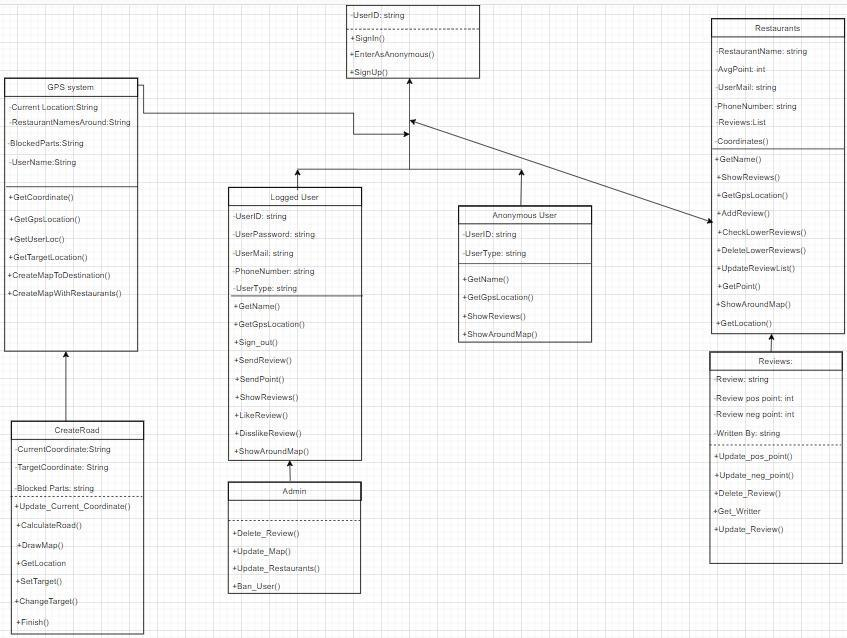 -UserID: string
+SignIn()
+EnterAsAnonymous()
+SignUp()
Restaurants
-RestaurantName: string
-AvgPoint: int
-UserMail: string
-PhoneNumber: string
-Reviews:List
-Coordinates()
+GetName()
+ShowReviews()
+GetGpsLocation()
+AddReview()
+CheckLowerReviews()
+DeleteLowerReviews()
+UpdateReviewList()
+GetPoint()
+ShowAroundMap()
+GetLocation()
GPS system
-Current Location:String
-RestaurantNamesAround:String
-BlockedParts:String
-UserName:String
+GetCoordinate()
+GetGpsLocation()
+GetUserLoc()
+GetTargetLocation()
+CreateMapToDestination()
+CreateMapWithRestaurants()
Logged User
-UserID: string
-UserPassword: string
-UserMail: string
-PhoneNumber: string
-UserType: string
+GetName()
+GetGpsLocation()
+Sign_out()
+SendReview()
+SendPoint()
+ShowReviews()
+LikeReview()
+DisslikeReview()
+ShowAroundMap()
Anonymous User
-UserID: string
-UserType: string
+GetName()
+GetGpsLocation()
+ShowReviews()
+ShowAroundMap()
Reviews:
-Review: string
-Review pos point: int
-Review neg point: int
-Written By: string
+Update_pos_point()
+Update_neg_point()
+Delete_Review()
+Get_Writter
+Update_Review()
CreateRoad
-CurrentCoordinate:String
-TargetCoordinate: String
-Blocked Parts: string
+Update_Current_Coordinate()
+CalculateRoad()
+DrawMap()
+GetLocation
+SetTarget()
+ChangeTarget()
+Finish()
Admin
+Delete_Review()
+Update_Map()
+Update_Restaurants()
+Ban_User()